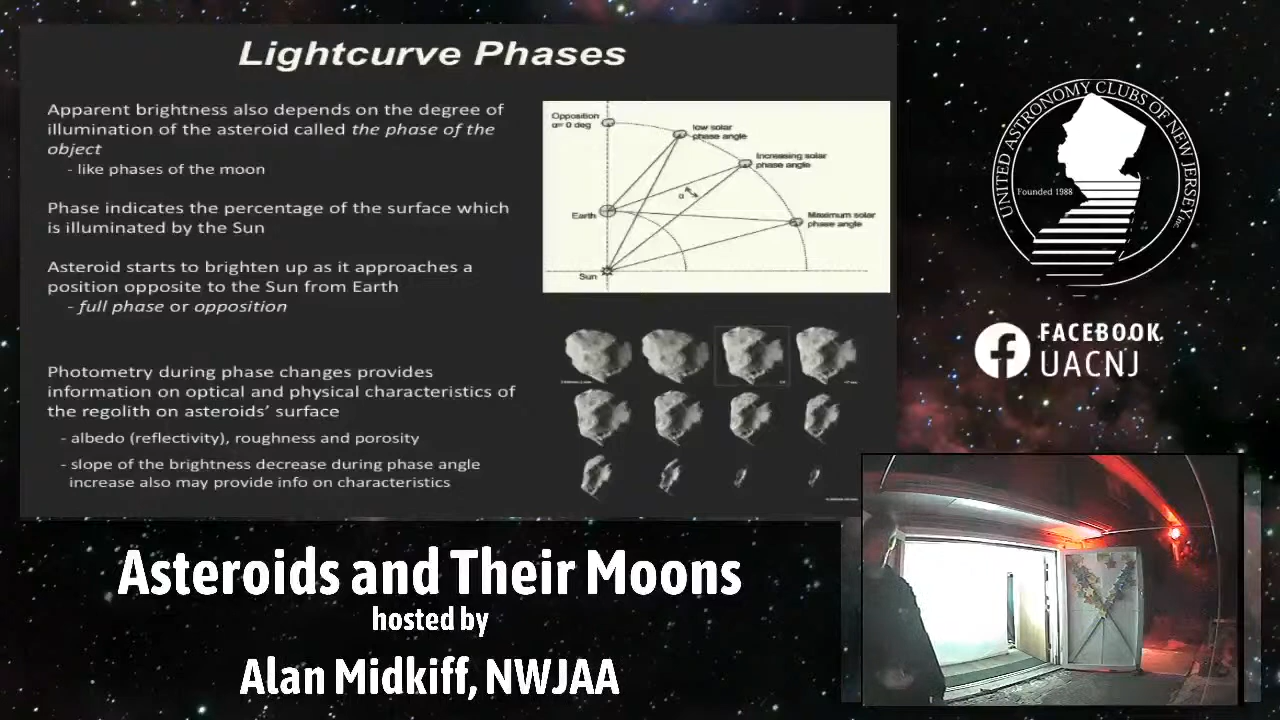 Lightcurve Phases
Apparent brightness also depends on the degree of
illumination of the asteroid called the phase of the
object
- like phases of the moon
Phase indicates the percentage of the surface which
is illuminated by the Sun
Asteroid starts to brighten up as it approaches a
position opposite to the Sun from Earth
- full phase or opposition
Photometry during phase changes provides
information on optical and physical characteristics of
the regolith on asteroids' surface
- albedo (reflectivity), roughness and porosity
- slope of the brightness decrease during phase angle
increase also may provide info on characteristics
Opposition
α= 0 deg
low solar
phase angle
Increasing solar
phase angle
α
Earth
Maximum solar
phase angle
Sun
UNITED ASTRONOMY CLUBS OF NEW JERSEY Inc
Founded 1988
FACEBOOK
UACNJ
Asteroids and Their Moons
hosted by
Alan Midkiff, NWJAA